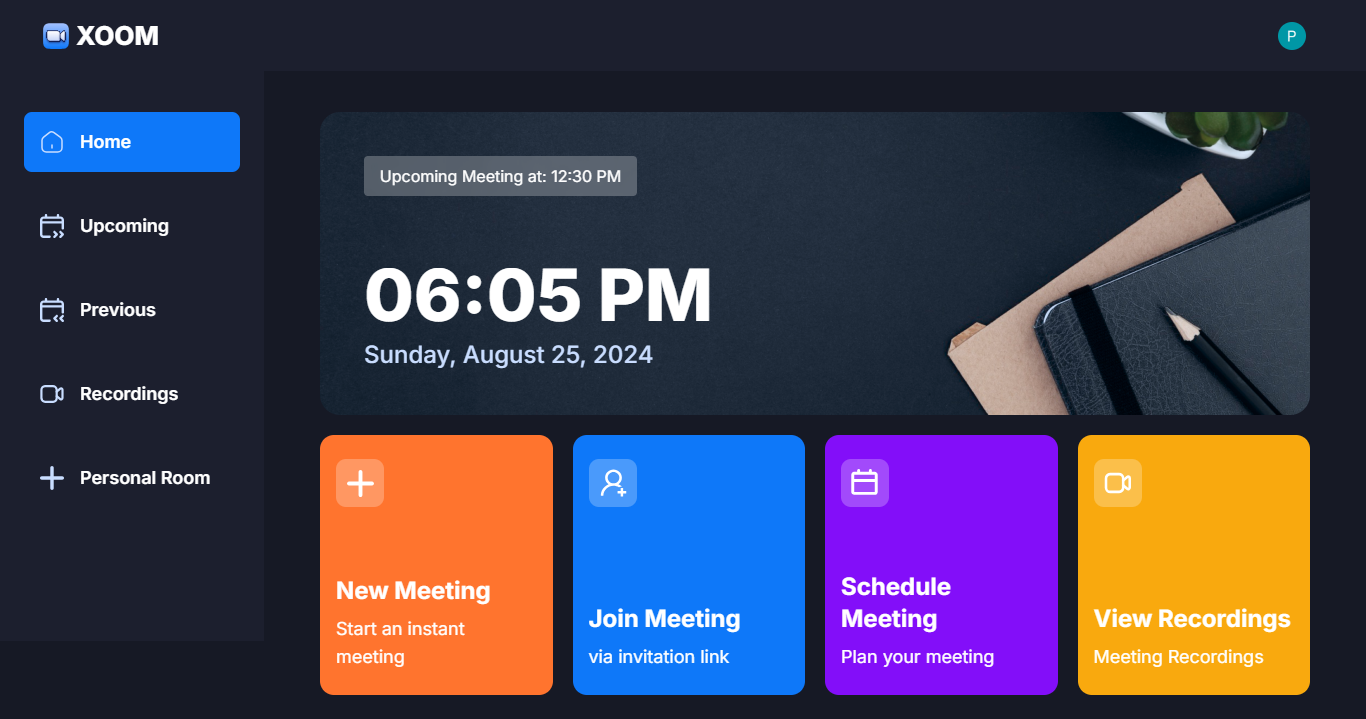 XOOM
P
Home
Upcoming
Previous
Recordings
Personal Room
Upcoming Meeting at: 12:30 PM
06:05 PM
Sunday, August 25, 2024
New Meeting
Start an instant
meeting
Join Meeting
via invitation link
Schedule
Meeting
Plan your meeting
View Recordings
Meeting Recordings